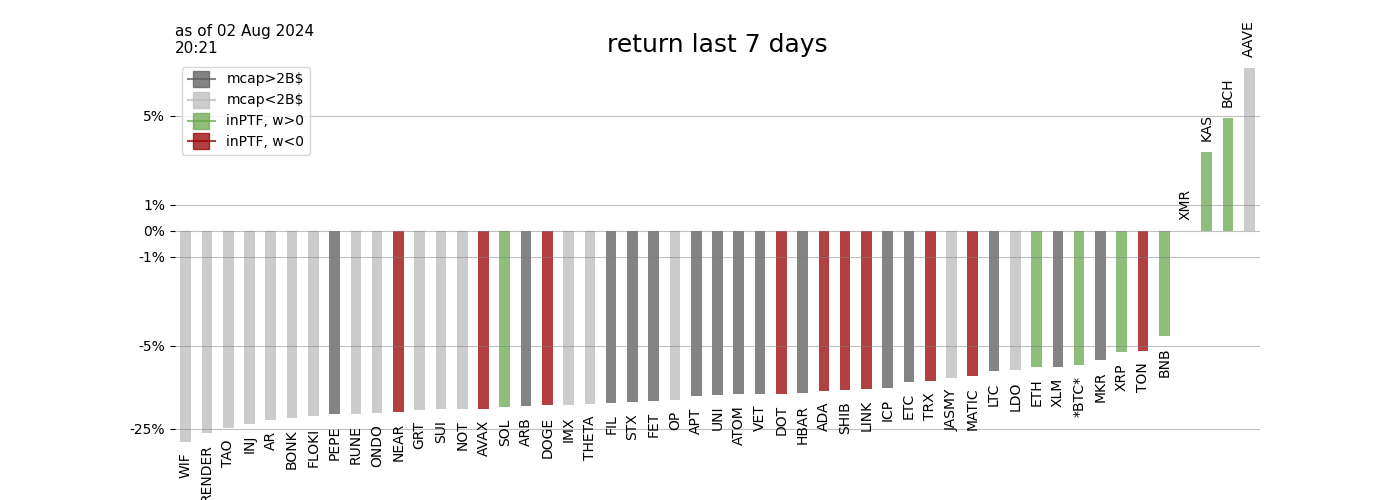 as of 02 Aug 2024
20:21
return last 7 days
mcap>2B$
mcap<2B$
inPTF, w>0
inPTF, w<0
5%
1%
0%
-1%
-5%
-25%
WIF
RENDER
TAO
INJ
AR
BONK
FLOKI
PEPE
RUNE
ONDO
NEAR
GRT
SUI
NOT
AVAX
SOL
ARB
DOGE
IMX
THETA
FIL
STX
FET
OP
APT
UNI
ATOM
VET
DOT
HBAR
ADA
SHIB
LINK
ICP
ETC
TRX
JASMY
MATIC
LTC
LDO
ETH
XLM
*BTC*
MKR
XRP
TON
BNB
XMR
KAS
BCH
AAVE